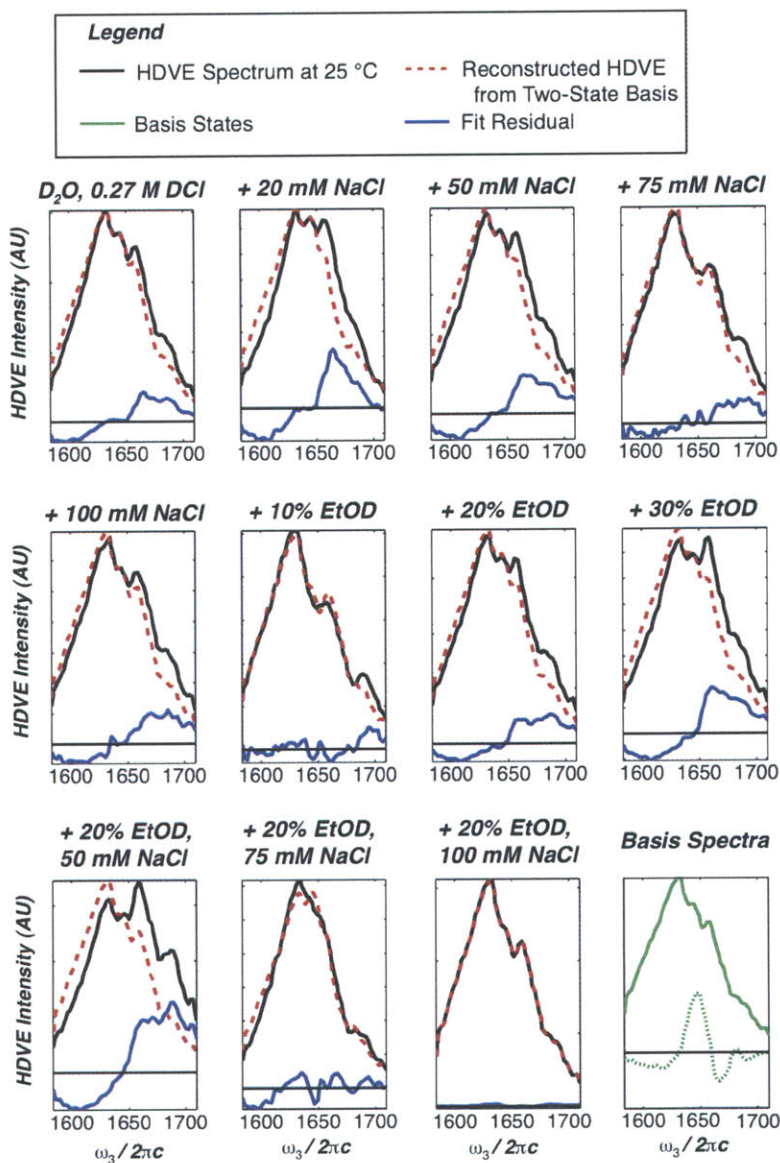 Legend
HDVE Spectrum at 25 °C
Reconstructed HDVE
from Two-State Basis
Basis States
Fit Residual
D₂O, 0.27 M DCl
+ 20 mM NaCl
+ 50 mM NaCl
+ 75 mM NaCl
HDVE Intensity (AU)
1600 1650 1700
1600 1650 1700
1600 1650 1700
1600 1650 1700
+ 100 mM NaCl
+ 10% EtOD
+ 20% EtOD
+ 30% EtOD
HDVE Intensity (AU)
1600 1650 1700
1600 1650 1700
1600 1650 1700
1600 1650 1700
+ 20% EtOD,
50 mM NaCl
+ 20% EtOD,
75 mM NaCl
+ 20% EtOD,
100 mM NaCl
Basis Spectra
HDVE Intensity (AU)
1600 1650 1700
1600 1650 1700
1600 1650 1700
1600 1650 1700
ω₃/2πc
ω₃/2πc
ω₃/2πc
ω₃/2πc